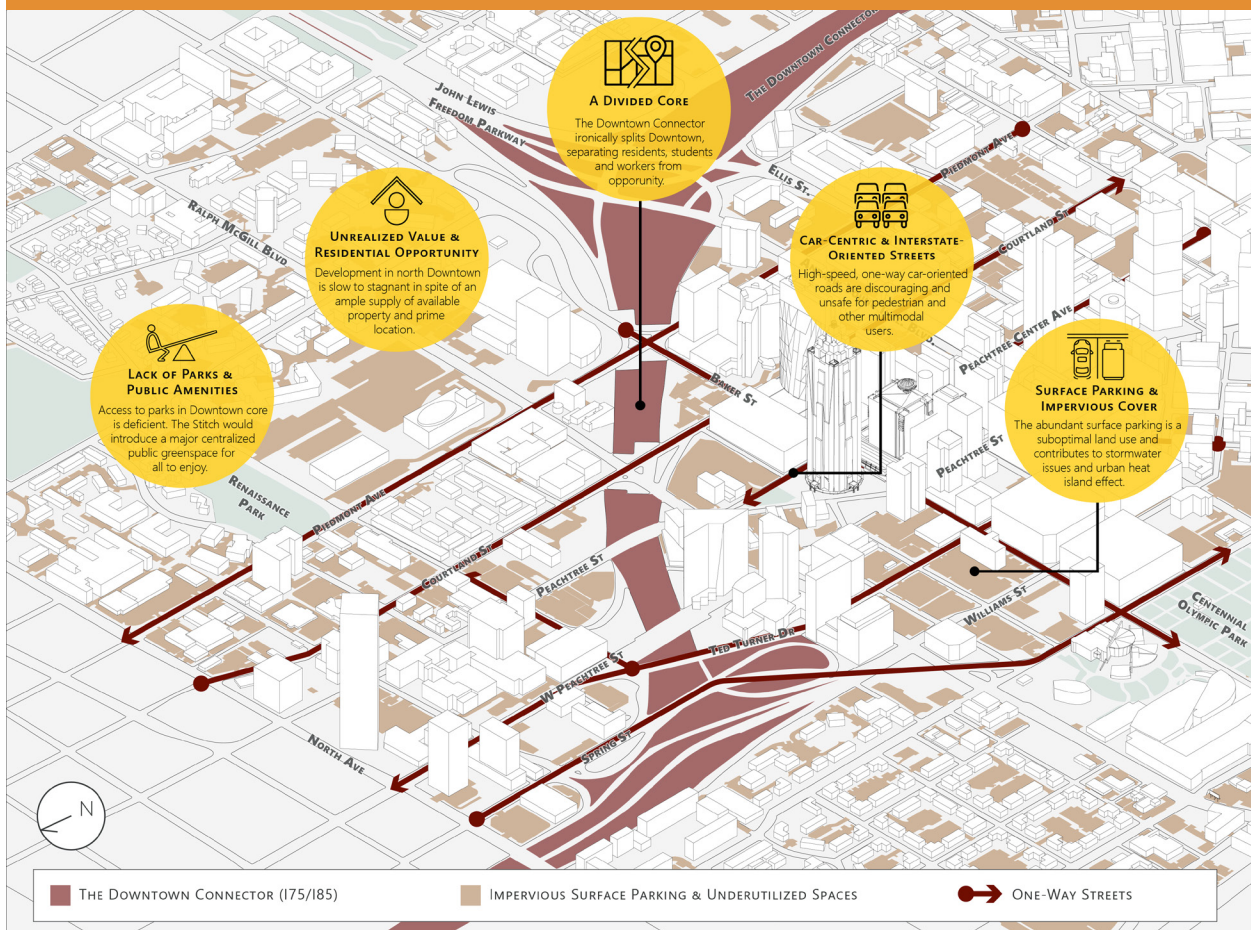 THE DOWNTOWN CONNECTOR
JOHN LEWIS
FREEDOM PARKWAY
A DIVIDED CORE
The Downtown Connector
ironically splits Downtown,
separating residents, students
and workers from
opporunity.
PIEDMONT AVE
ELLIS ST.
COURTLAND ST
RALPH MCGILL BLVD
UNREALIZED VALUE &
RESIDENTIAL OPPORTUNITY
Development in north Downtown
is slow to stagnant in spite of an
ample supply of available
property and prime
location.
CAR-CENTRIC & INTERSTATE-
ORIENTED STREETS
High-speed, one-way car-oriented
roads are discouraging and
unsafe for pedestrian and
other multimodal
users.
PEACHTREE CENTER AVE
LACK OF PARKS &
PUBLIC AMENITIES
Access to parks in Downtown core
is deficient. The Stitch would
introduce a major centralized
public greenspace for
all to enjoy.
BAKER ST
SURFACE PARKING &
IMPERVIOUS COVER
The abundant surface parking is a
suboptimal land use and
contributes to stormwater
issues and urban heat
island effect.
PEACHTREE ST
RENAISSANCE
PARK
PIEDMONT AVE
COURTLAND ST
PEACHTREE ST
WILLIAMS ST
CENTENNIAL
OLYMPIC PARK
TED TURNER DR
W-PEACHTREE ST
SPRING ST
NORTH AVE
N
THE DOWNTOWN CONNECTOR (I75/I85)
IMPERVIOUS SURFACE PARKING & UNDERUTILIZED SPACES
ONE-WAY STREETS